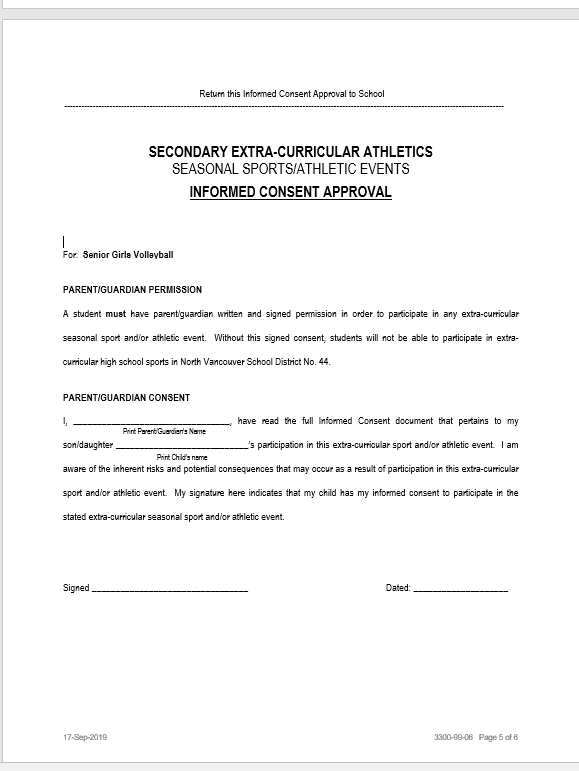 Return this Informed Consent Approval to School
--------------------------------------------------------------------------------
SECONDARY EXTRA-CURRICULAR ATHLETICS
SEASONAL SPORTS/ATHLETIC EVENTS
INFORMED CONSENT APPROVAL
For: Senior Girls Volleyball
PARENT/GUARDIAN PERMISSION
A student must have parent/guardian written and signed permission in order to participate in any extra-curricular
seasonal sport and/or athletic event. Without this signed consent, students will not be able to participate in extra-
curricular high school sports in North Vancouver School District No. 44.
PARENT/GUARDIAN CONSENT
I, ______________________________, have read the full Informed Consent document that pertains to my
Print Parent/Guardian's Name
son/daughter _________________________'s participation in this extra-curricular sport and/or athletic event. I am
Print Child's name
aware of the inherent risks and potential consequences that may occur as a result of participation in this extra-curricular
sport and/or athletic event. My signature here indicates that my child has my informed consent to participate in the
stated extra-curricular seasonal sport and/or athletic event.
Signed ______________________________ Dated: __________________
17-Sep-2019 3300-99-06 Page 5 of 6